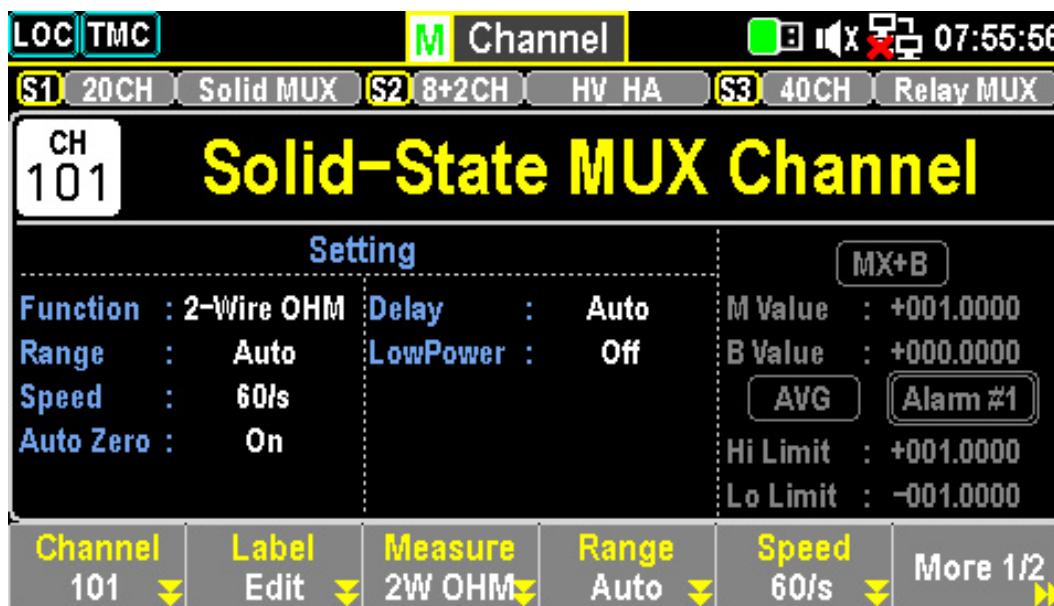 LOC TMC M Channel X 07:55:56
S1 20CH Solid MUX S2 8+2CH HV HA S3 40CH Relay MUX
CH
101
Solid-State MUX Channel
Setting
Function : 2-Wire OHM
Range : Auto
Speed : 60/s
Auto Zero : On
Delay : Auto
LowPower : Off
MX+B
M Value : +001.0000
B Value : +000.0000
AVG Alarm #1
Hi Limit : +001.0000
Lo Limit : -001.0000
Channel
101
Label
Edit
Measure
2W OHM
Range
Auto
Speed
60/s
More 1/2